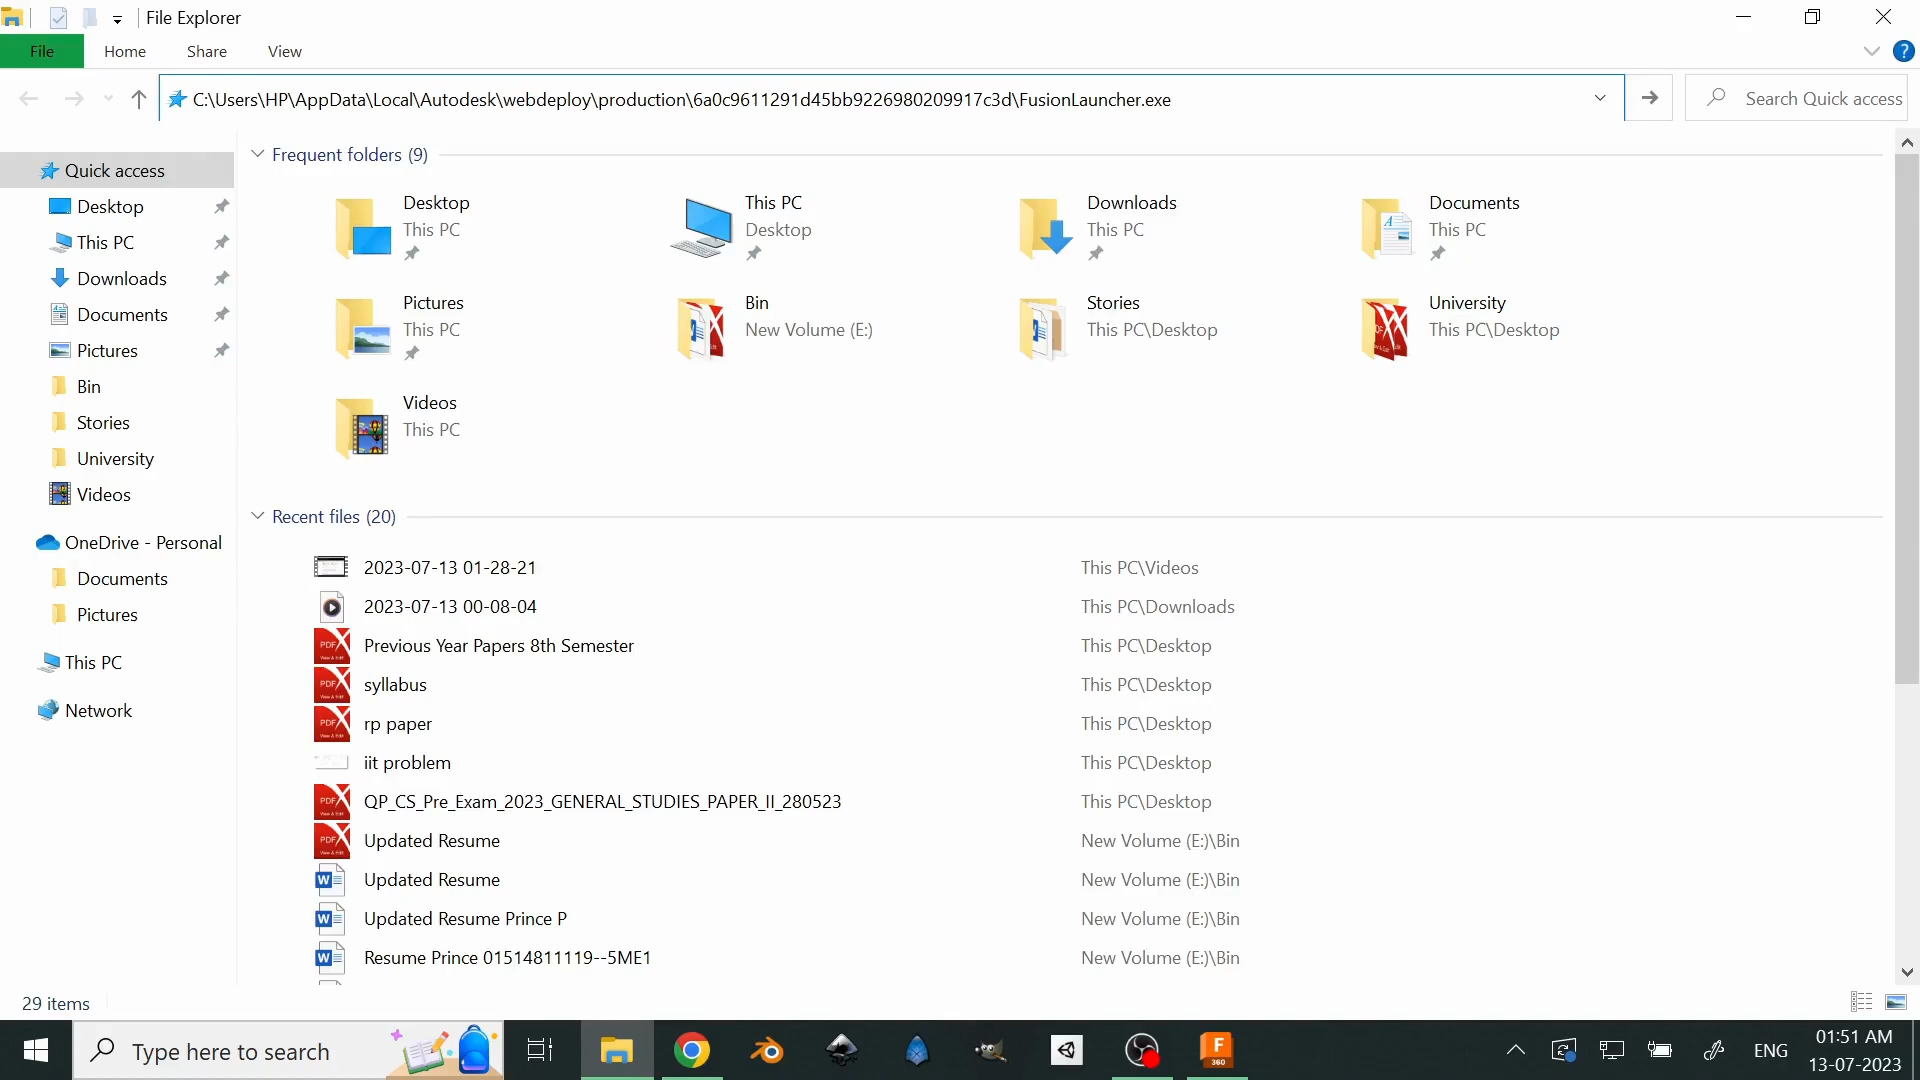 File Explorer
File Home Share View
C:\Users\HP\AppData\Local\Autodesk\webdeploy\production\6a0c9611291d45bb9226980209917c3d\FusionLauncher.exe
Search Quick access
Quick access
Desktop
This PC
Downloads
Documents
Pictures
Bin
Stories
University
Videos
OneDrive - Personal
Documents
Pictures
This PC
Network
Frequent folders (9)
Desktop
This PC
This PC
Desktop
Downloads
This PC
Documents
This PC
Pictures
This PC
Bin
New Volume (E:)
Stories
This PC\Desktop
University
This PC\Desktop
Videos
This PC
Recent files (20)
2023-07-13 01-28-21 This PC\Videos
2023-07-13 00-08-04 This PC\Downloads
Previous Year Papers 8th Semester This PC\Desktop
syllabus This PC\Desktop
rp paper This PC\Desktop
iit problem This PC\Desktop
QP_CS_Pre_Exam_2023_GENERAL_STUDIES_PAPER_II_280523 This PC\Desktop
Updated Resume New Volume (E:)\Bin
Updated Resume New Volume (E:)\Bin
Updated Resume Prince P New Volume (E:)\Bin
Resume Prince 01514811119--5ME1 New Volume (E:)\Bin
29 items
Type here to search
F
360
ENG
01:51 AM
13-07-2023